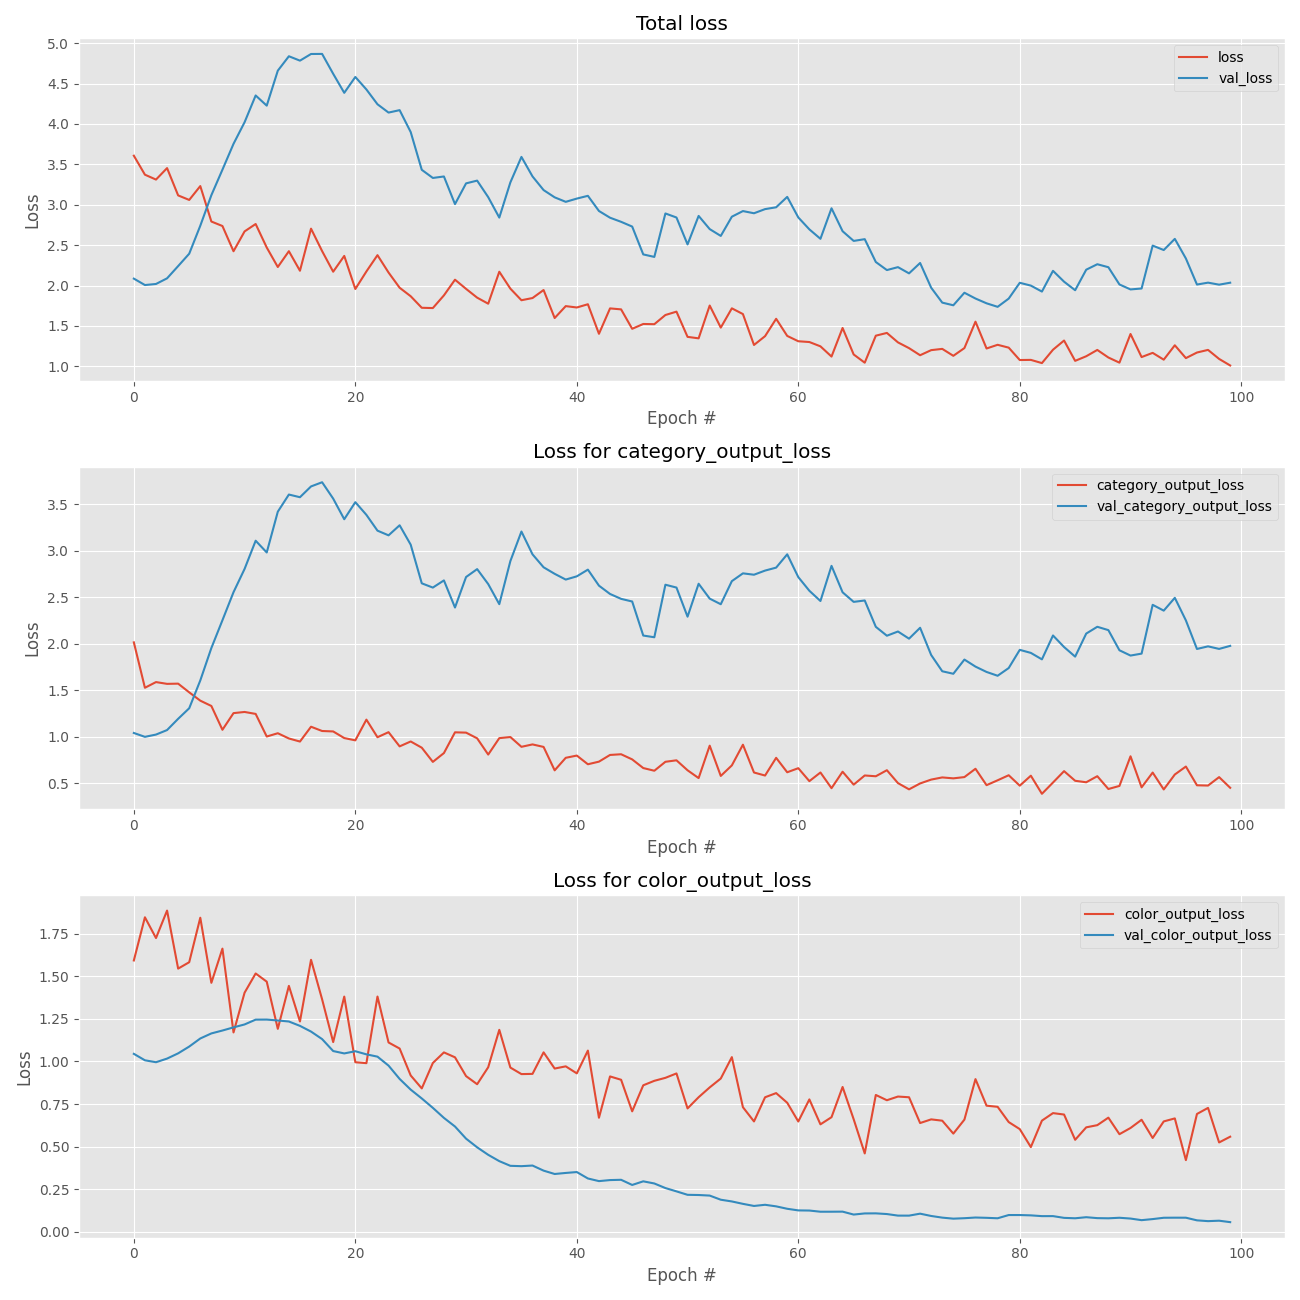 Total loss
5.0
4.5
4.0
3.5
3.0
2.5
2.0
1.5
1.0
Loss
loss
val_loss
0 20 40 60 80 100
Epoch #
Loss for category_output_loss
3.5
3.0
2.5
2.0
1.5
1.0
0.5
Loss
category_output_loss
val_category_output_loss
0 20 40 60 80 100
Epoch #
Loss for color_output_loss
1.75
1.50
1.25
1.00
0.75
0.50
0.25
0.00
Loss
color_output_loss
val_color_output_loss
0 20 40 60 80 100
Epoch #